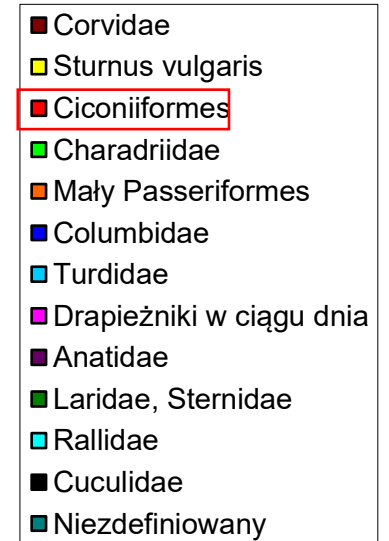 Corvidae
Sturnus vulgaris
Ciconiiformes
Charadriidae
Mały Passeriformes
Columbidae
Turdidae
Drapieżniki w ciągu dnia
Anatidae
Laridae, Sternidae
Rallidae
Cuculidae
Niezdefiniowany